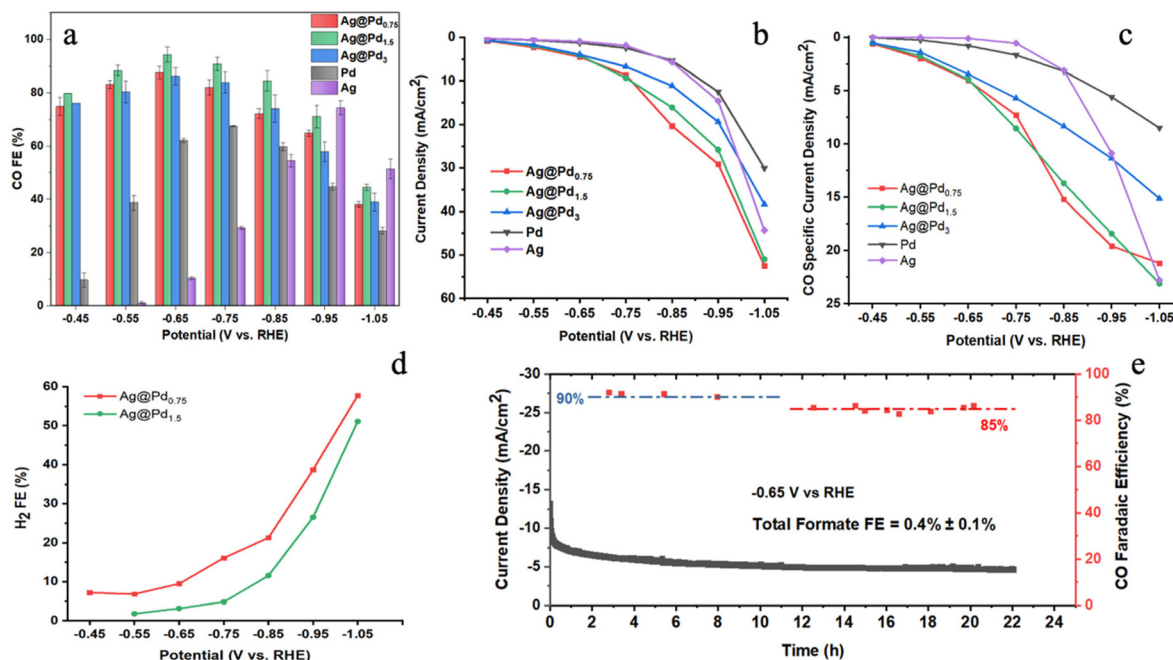 a
Ag@Pd0.75
Ag@Pd1.5
Ag@Pd3
Pd
Ag
100
80
60
40
20
0
CO FE (%)
-0.45 -0.55 -0.65 -0.75 -0.85 -0.95 -1.05
Potential (V vs. RHE)
b
0
10
20
30
40
50
60
Current Density (mA/cm²)
Ag@Pd0.75
Ag@Pd1.5
Ag@Pd3
Pd
Ag
-0.45 -0.55 -0.65 -0.75 -0.85 -0.95 -1.05
Potential (V vs. RHE)
c
0
5
10
15
20
25
CO Specific Current Density (mA/cm²)
Ag@Pd0.75
Ag@Pd1.5
Ag@Pd3
Pd
Ag
-0.45 -0.55 -0.65 -0.75 -0.85 -0.95 -1.05
Potential (V vs. RHE)
d
60
50
40
30
20
10
0
H2 FE (%)
Ag@Pd0.75
Ag@Pd1.5
-0.45 -0.55 -0.65 -0.75 -0.85 -0.95 -1.05
Potential (V vs. RHE)
e
-30
-25
-20
-15
-10
-5
0
Current Density (mA/cm²)
90%
85%
-0.65 V vs RHE
Total Formate FE = 0.4% ± 0.1%
100
80
60
40
20
0
CO Faradaic Efficiency (%)
0 2 4 6 8 10 12 14 16 18 20 22 24
Time (h)